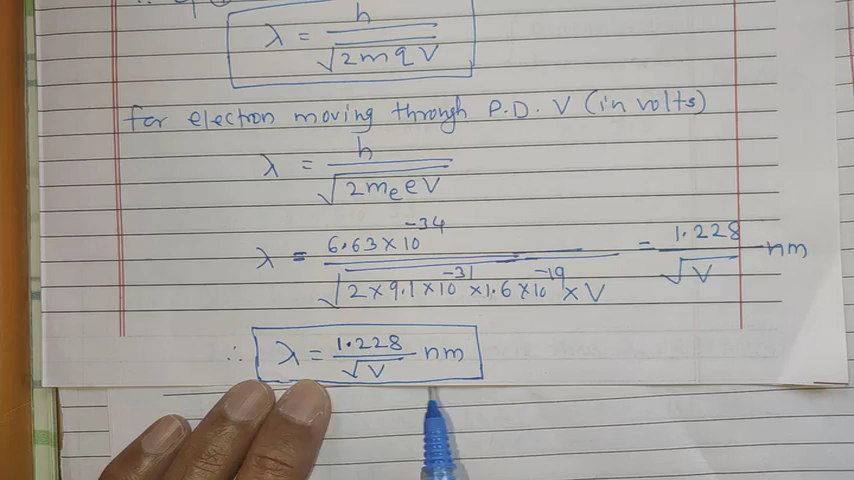 λ = h / √2mqV
For electron moving through P.D. V (in volts)
λ = h / √2mₑeV
λ = 6.63 × 10⁻³⁴ / √2 × 9.1 × 10⁻³¹ × 1.6 × 10⁻¹⁹ × V = 1.228 / √V nm
∴ λ = 1.228 / √V nm